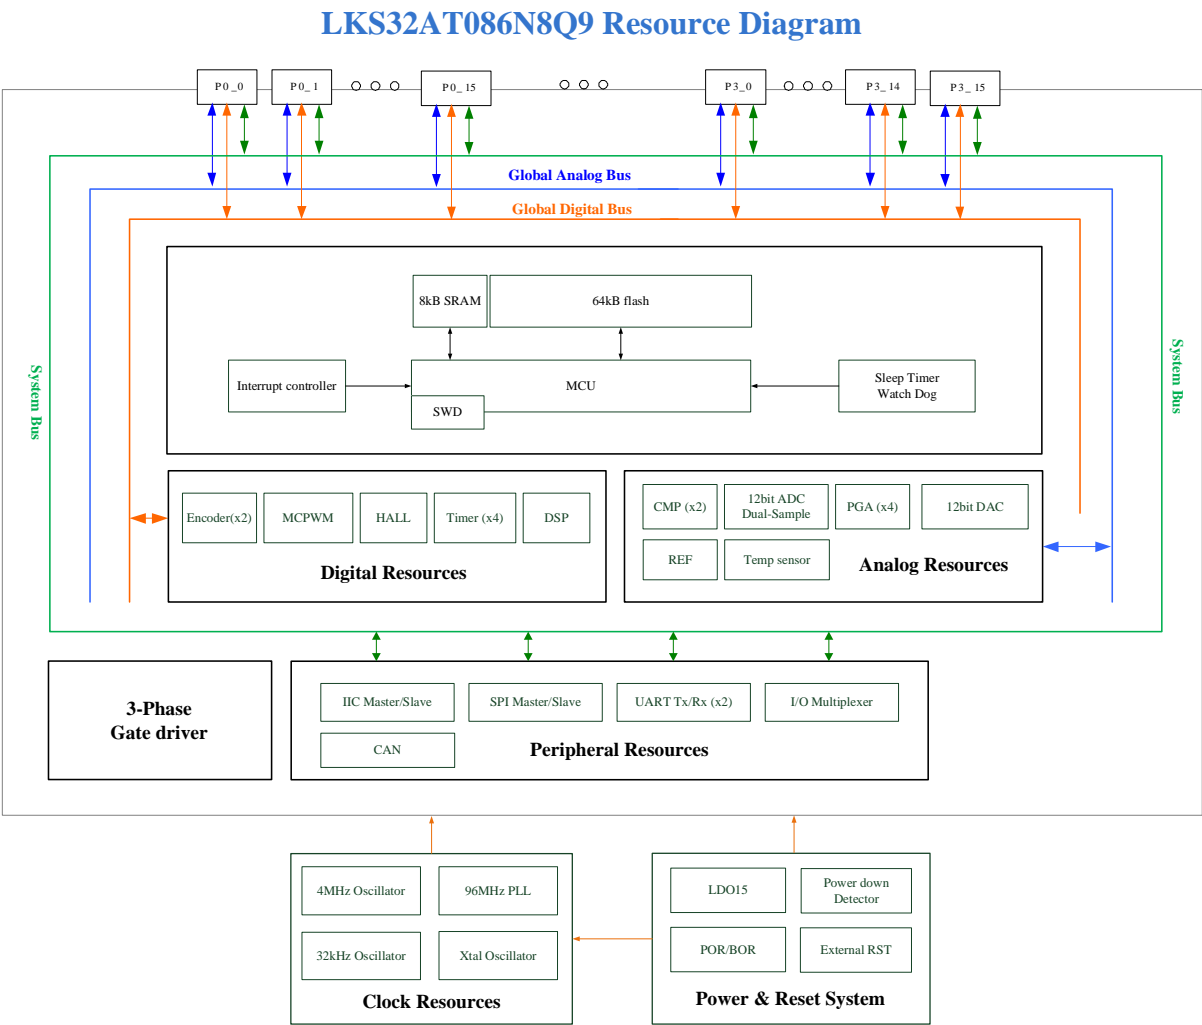 LKS32AT086N8Q9 Resource Diagram
P0_0
P0_1
P0_15
P3_0
P3_14
P3_15
Global Analog Bus
Global Digital Bus
System Bus
System Bus
8kB SRAM
64kB flash
Interrupt controller
MCU
SWD
Sleep Timer
Watch Dog
Encoder(x2)
MCPWM
HALL
Timer (x4)
DSP
Digital Resources
CMP (x2)
12bit ADC
Dual-Sample
PGA (x4)
12bit DAC
REF
Temp sensor
Analog Resources
3-Phase
Gate driver
IIC Master/Slave
SPI Master/Slave
UART Tx/Rx (x2)
I/O Multiplexer
CAN
Peripheral Resources
4MHz Oscillator
96MHz PLL
32kHz Oscillator
Xtal Oscillator
Clock Resources
LDO15
Power down
Detector
POR/BOR
External RST
Power & Reset System